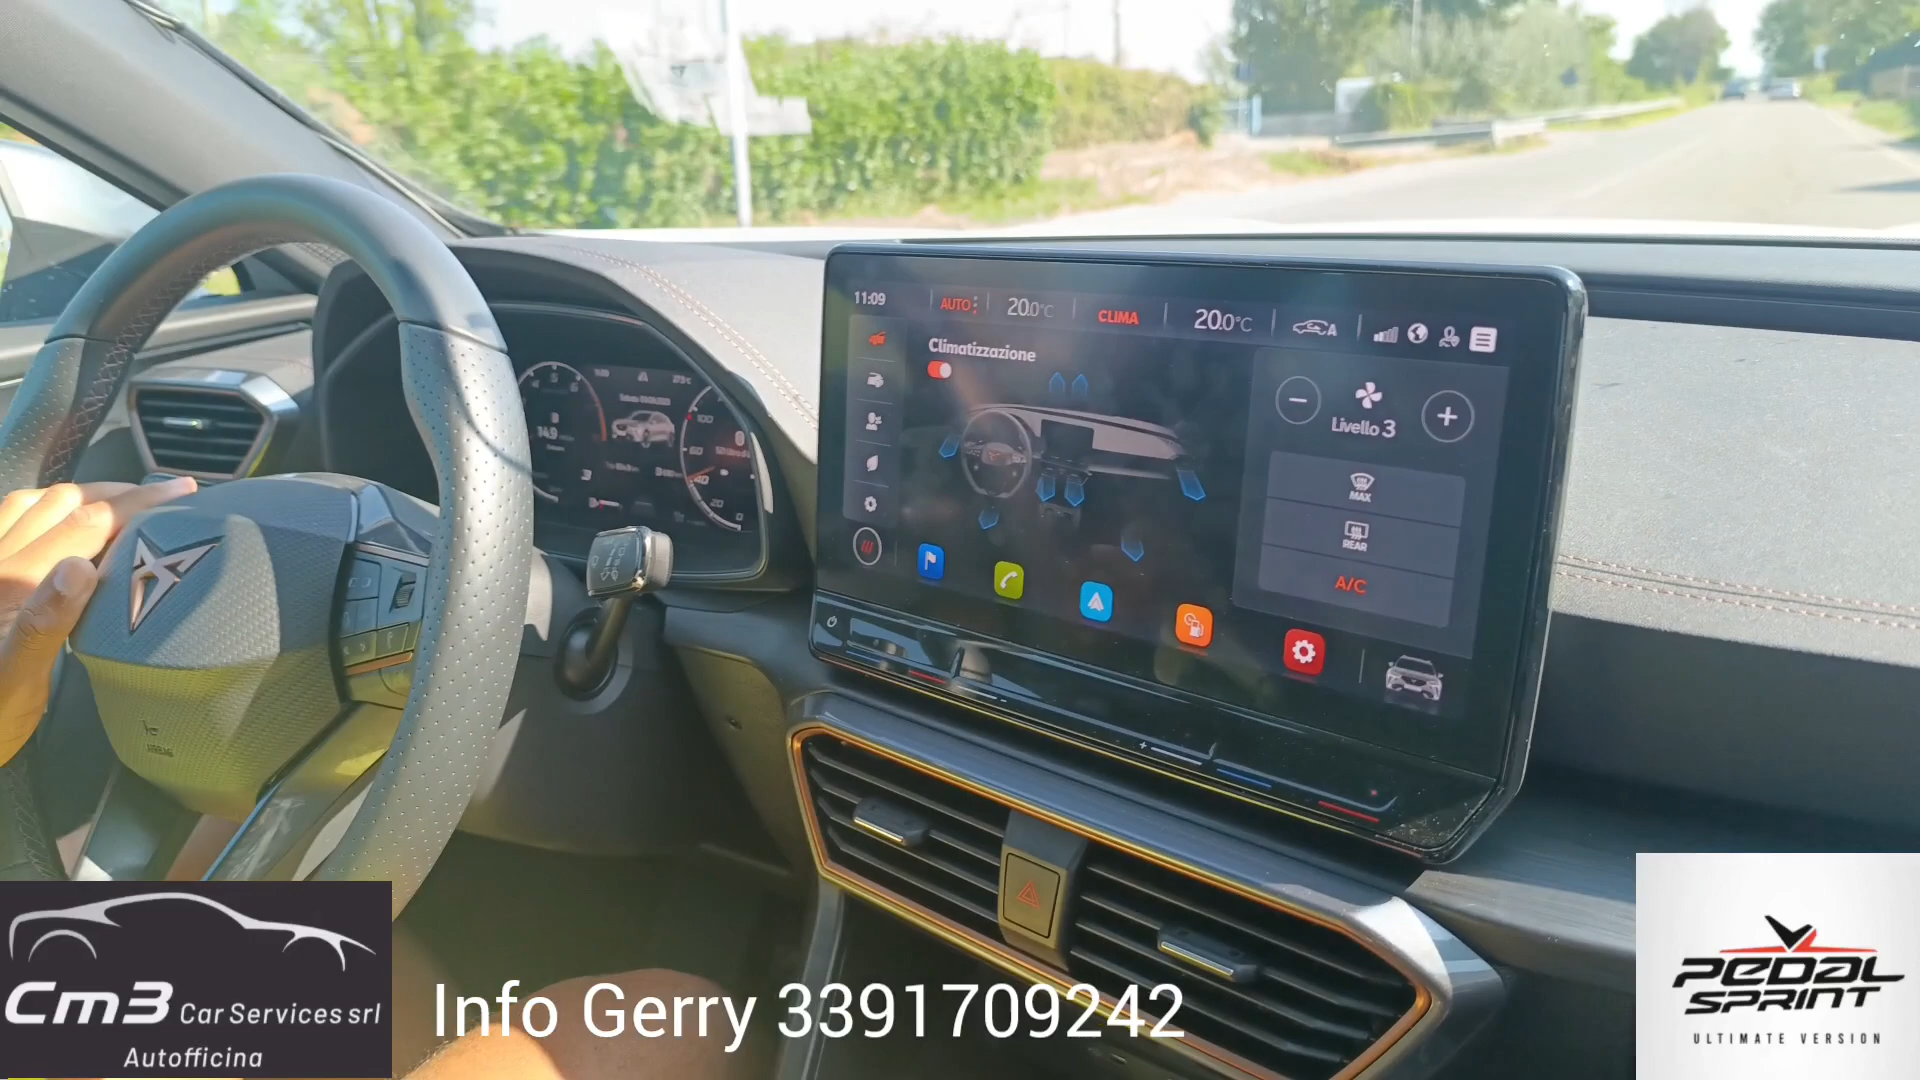 11:09
AUTO
20.0°C
CLIMA
20.0°C
A
Climatizzazione
Livello 3
MAX
REAR
A/C
100
Cm3 Car Services srl
Autofficina
Info Gerry 3391709242
PEDAL
SPRINT
ULTIMATE VERSION